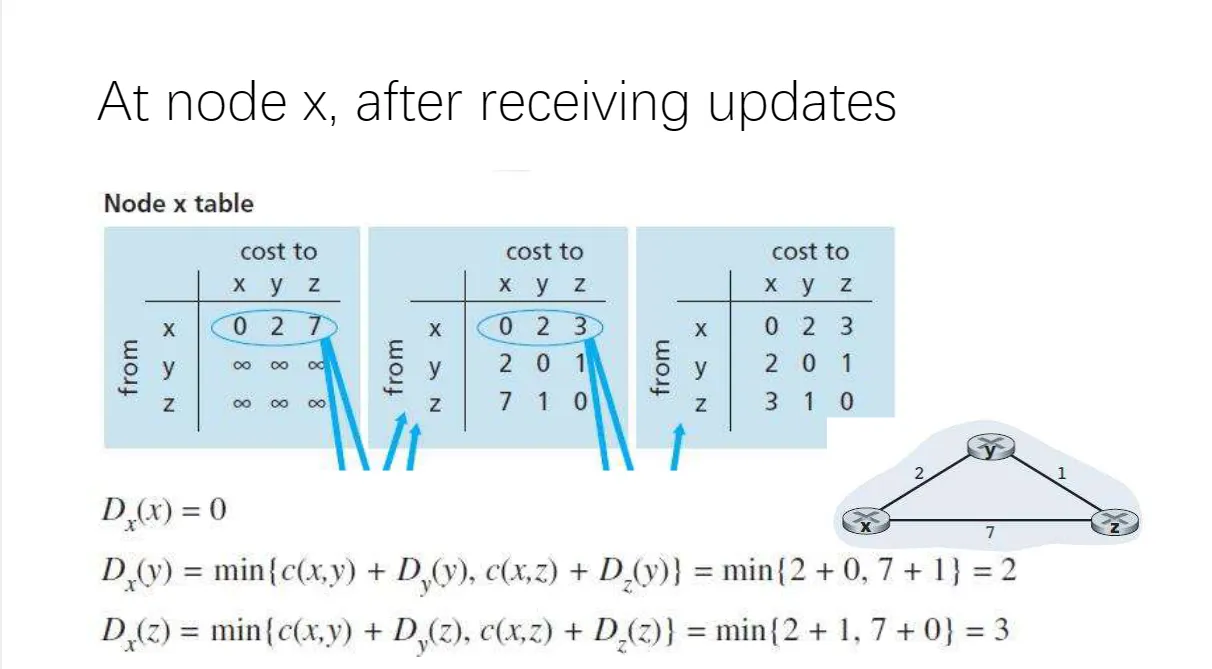 At node x, after receiving updates
Node x table
cost to
x y z
from
x 0 2 7
y ∞ ∞ ∞
z ∞ ∞ ∞
cost to
x y z
from
x 0 2 3
y 2 0 1
z 7 1 0
cost to
x y z
from
x 0 2 3
y 2 0 1
z 3 1 0
y
2
1
x
z
7
Dₓ(x) = 0
Dₓ(y) = min{c(x,y) + D_y(y), c(x,z) + D_z(y)} = min{2 + 0, 7 + 1} = 2
Dₓ(z) = min{c(x,y) + D_y(z), c(x,z) + D_z(z)} = min{2 + 1, 7 + 0} = 3